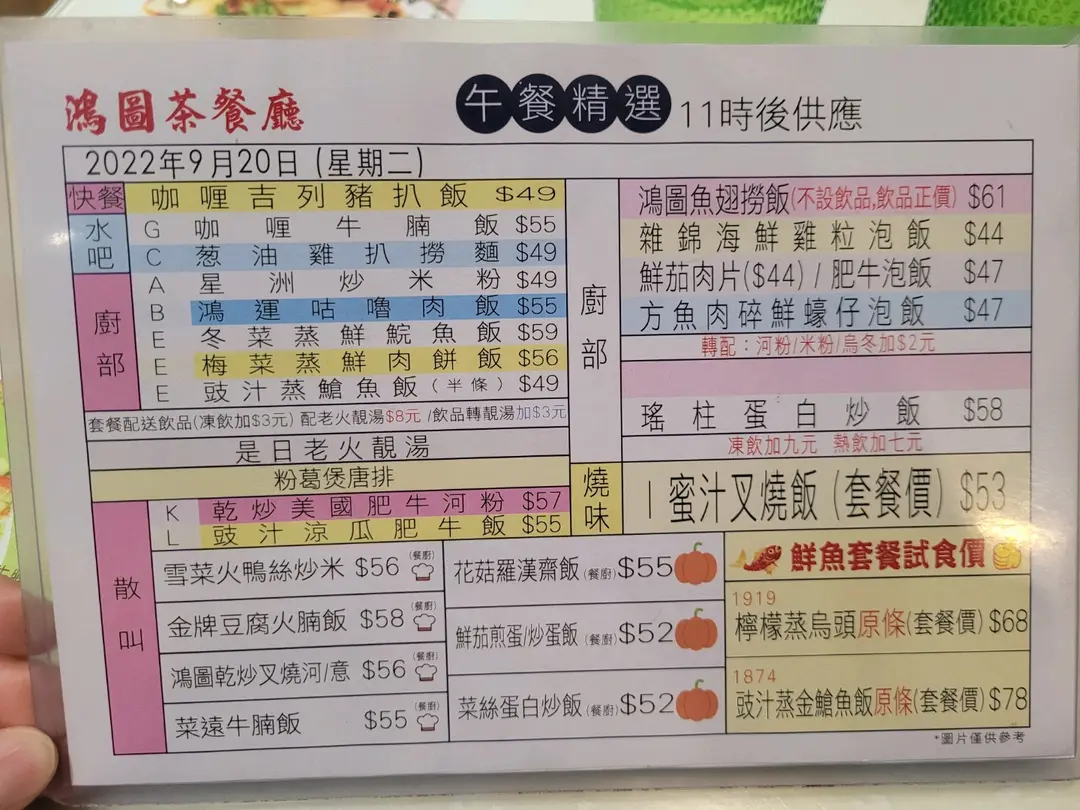 鴻圖茶餐廳
午餐精選 11時後供應
2022年9月20日 (星期二)
快餐 咖喱吉列豬扒飯 $49
水吧
G 咖喱牛腩飯 $55
C 葱油雞扒撈麵 $49
廚部
A 星洲炒米粉 $49
B 鴻運咕嚕肉飯 $55
E 冬菜蒸鮮鯇魚飯 $59
E 梅菜蒸鮮肉餅飯 $56
E 豉汁蒸鱠魚飯(半條) $49
套餐配送飲品(凍飲加$3元) 配老火靚湯$8元 /飲品轉靚湯加$3元
是日老火靚湯
粉葛煲唐排
廚部
鴻圖魚翅撈飯(不設飲品,飲品正價) $61
雜錦海鮮雞粒泡飯 $44
鮮茄肉片($44) / 肥牛泡飯 $47
方魚肉碎鮮蠔仔泡飯 $47
轉配：河粉/米粉/烏冬加$2元
瑤柱蛋白炒飯 $58
凍飲加九元 熱飲加七元
燒味
I 蜜汁叉燒飯 (套餐價) $53
散叫
K 乾炒美國肥牛河粉 $57
L 豉汁涼瓜肥牛飯 $55
雪菜火鴨絲炒米 $56 (餐廚)
金牌豆腐火腩飯 $58 (餐廚)
鴻圖乾炒叉燒河/意 $56 (餐廚)
菜遠牛腩飯 $55 (餐廚)
花菇羅漢齋飯(餐廚) $55
鮮茄煎蛋/炒蛋飯(餐廚) $52
菜絲蛋白炒飯(餐廚) $52
鮮魚套餐試食價
1919
檸檬蒸烏頭原條(套餐價) $68
1874
豉汁蒸金鱠魚飯原條(套餐價) $78
*圖片僅供參考